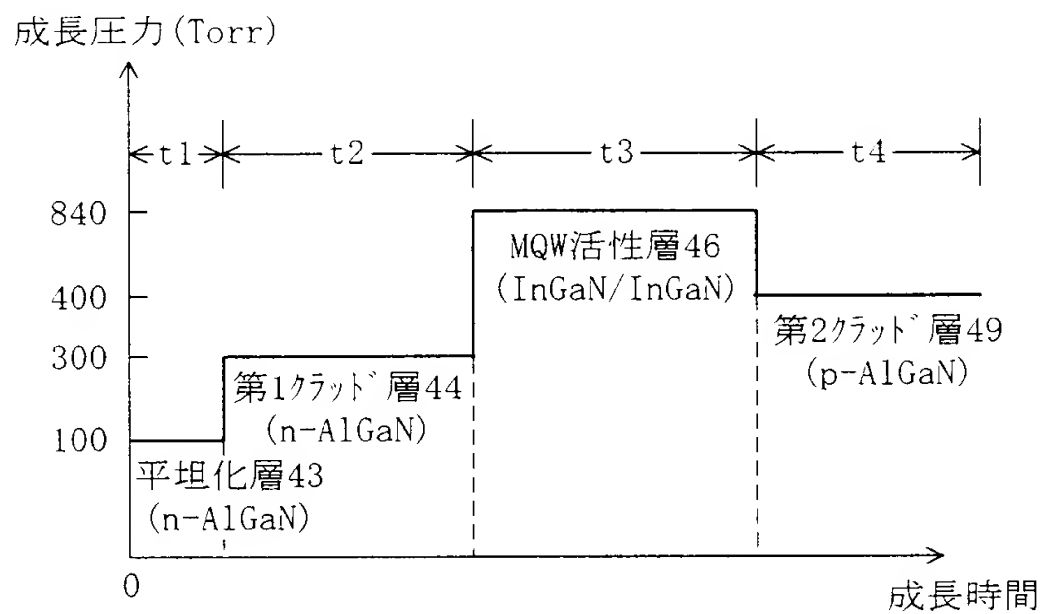 成長圧力(Torr)
t1
t2
t3
t4
840
MQW活性層46
(InGaN/InGaN)
400
第2クラッド層49
(p-AlGaN)
300
第1クラッド層44
(n-AlGaN)
100
平坦化層43
(n-AlGaN)
0
成長時間